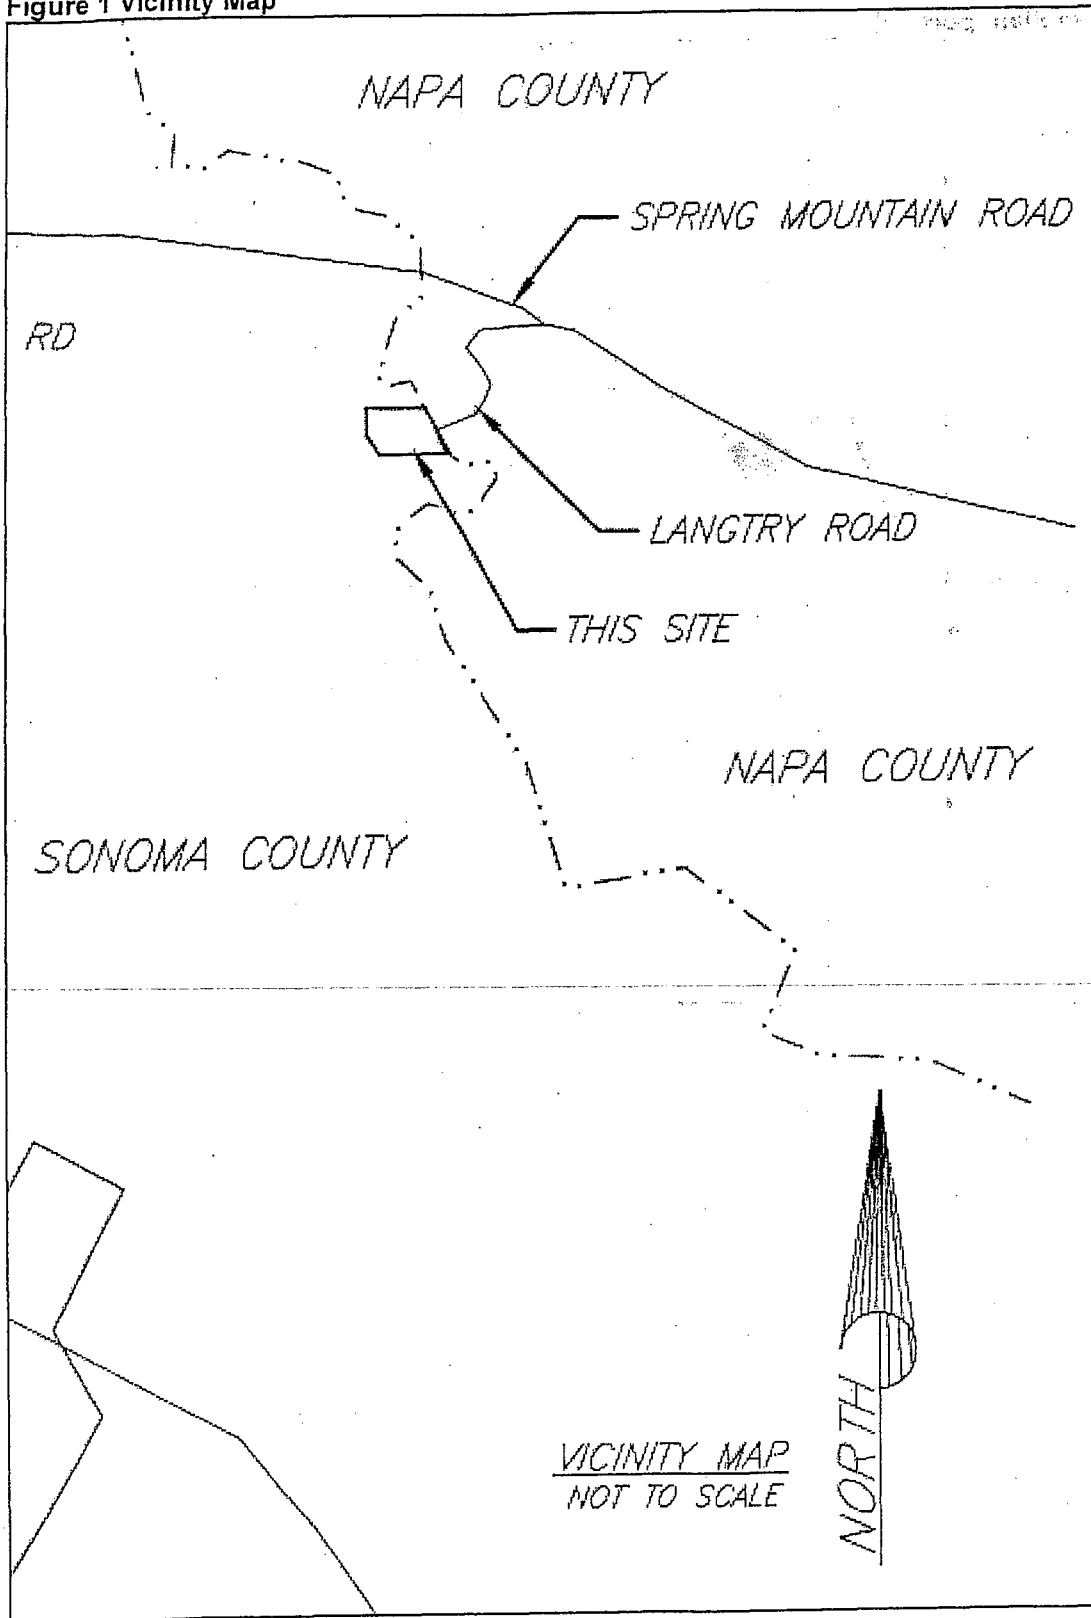 Figure 1 Vicinity Map
NAPA COUNTY
SPRING MOUNTAIN ROAD
RD
LANGTRY ROAD
THIS SITE
NAPA COUNTY
SONOMA COUNTY
VICINITY MAP
NOT TO SCALE
NORTH